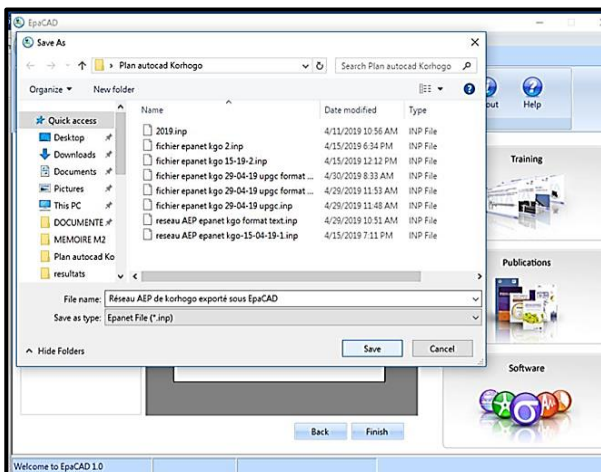 EpaCAD
Save As
Plan autocad Korhogo
Search Plan autocad Korhogo
Organize
New folder
Name Date modified Type
Quick access
Desktop
Downloads
Documents
Pictures
This PC
DOCUMENTE
MEMOIRE M2
Plan autocad Ko
resultats
2019.inp 4/11/2019 10:56 AM INP File
fichier epanet kgo 2.inp 4/15/2019 6:34 PM INP File
fichier epanet kgo 15-19-2.inp 4/15/2019 12:12 PM INP File
fichier epanet kgo 29-04-19 upgc format ... 4/30/2019 8:33 AM INP File
fichier epanet kgo 29-04-19 upgc format ... 4/29/2019 11:53 AM INP File
fichier epanet kgo 29-04-19 upgc.inp 4/29/2019 11:48 AM INP File
reseau AEP epanet kgo format text.inp 4/29/2019 10:51 AM INP File
reseau AEP epanet kgo-15-04-19-1.inp 4/15/2019 7:11 PM INP File
File name: Réseau AEP de korhogo exporté sous EpaCAD
Save as type: Epanet File (*.inp)
Hide Folders
Save
Cancel
out
Help
Training
Publications
Software
Back
Finish
Welcome to EpaCAD 1.0